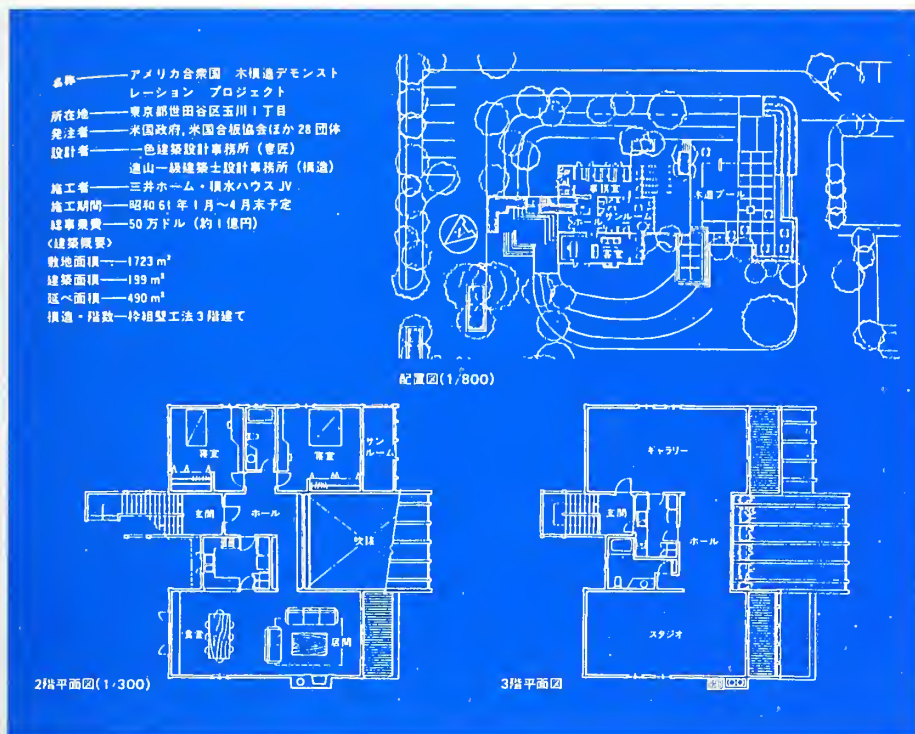 名称――アメリカ合衆国 木構造デモンスト
レーション プロジェクト
所在地――東京都世田谷区玉川1丁目
発注者――米国政府,米国合板協会ほか28団体
設計者――一色建築設計事務所(意匠)
遠山一級建築士設計事務所(構造)
施工者――三井ホーム・積水ハウスJV
施工期間――昭和61年1月～4月末予定
総事業費――50万ドル(約1億円)
<建築概要>
敷地面積――1723m²
建築面積――199m²
延べ面積――490m²
構造・階数―枠組壁工法3階建て
事務室
ホール
サンルーム
客室
木造プール
配置図(1/800)
寝室
寝室
サン
ルーム
玄関
ホール
吹抜
食堂
居間
2階平面図(1/300)
ギャラリー
玄関
ホール
スタジオ
3階平面図